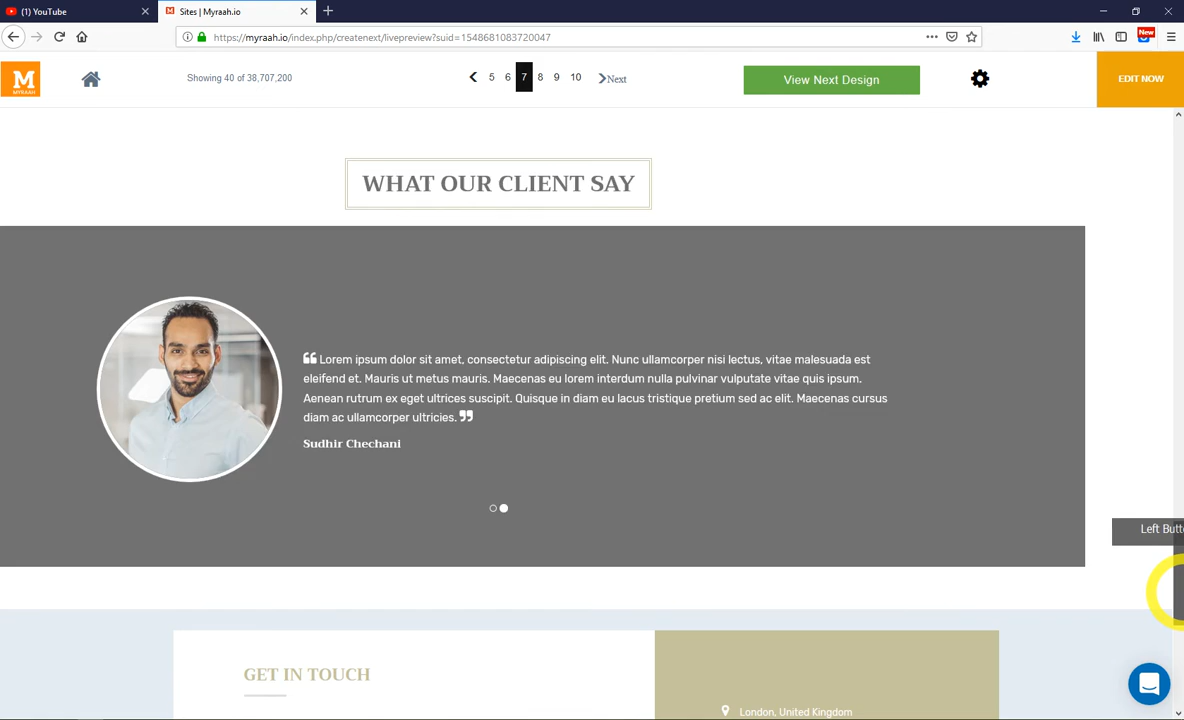 (1) YouTube
Sites | Myraah.io
https://myraah.io/index.php/createnext/livepreview?suid=1548681083720047
New
M
MYRAAH
Showing 40 of 38,707,200
5 6 7 8 9 10 Next
View Next Design
EDIT NOW
WHAT OUR CLIENT SAY
Lorem ipsum dolor sit amet, consectetur adipiscing elit. Nunc ullamcorper nisi lectus, vitae malesuada est
eleifend et. Mauris ut metus mauris. Maecenas eu lorem interdum nulla pulvinar vulputate vitae quis ipsum.
Aenean rutrum ex eget ultrices suscipit. Quisque in diam eu lacus tristique pretium sed ac elit. Maecenas cursus
diam ac ullamcorper ultricies.
Sudhir Chechani
Left Butt
GET IN TOUCH
London, United Kingdom